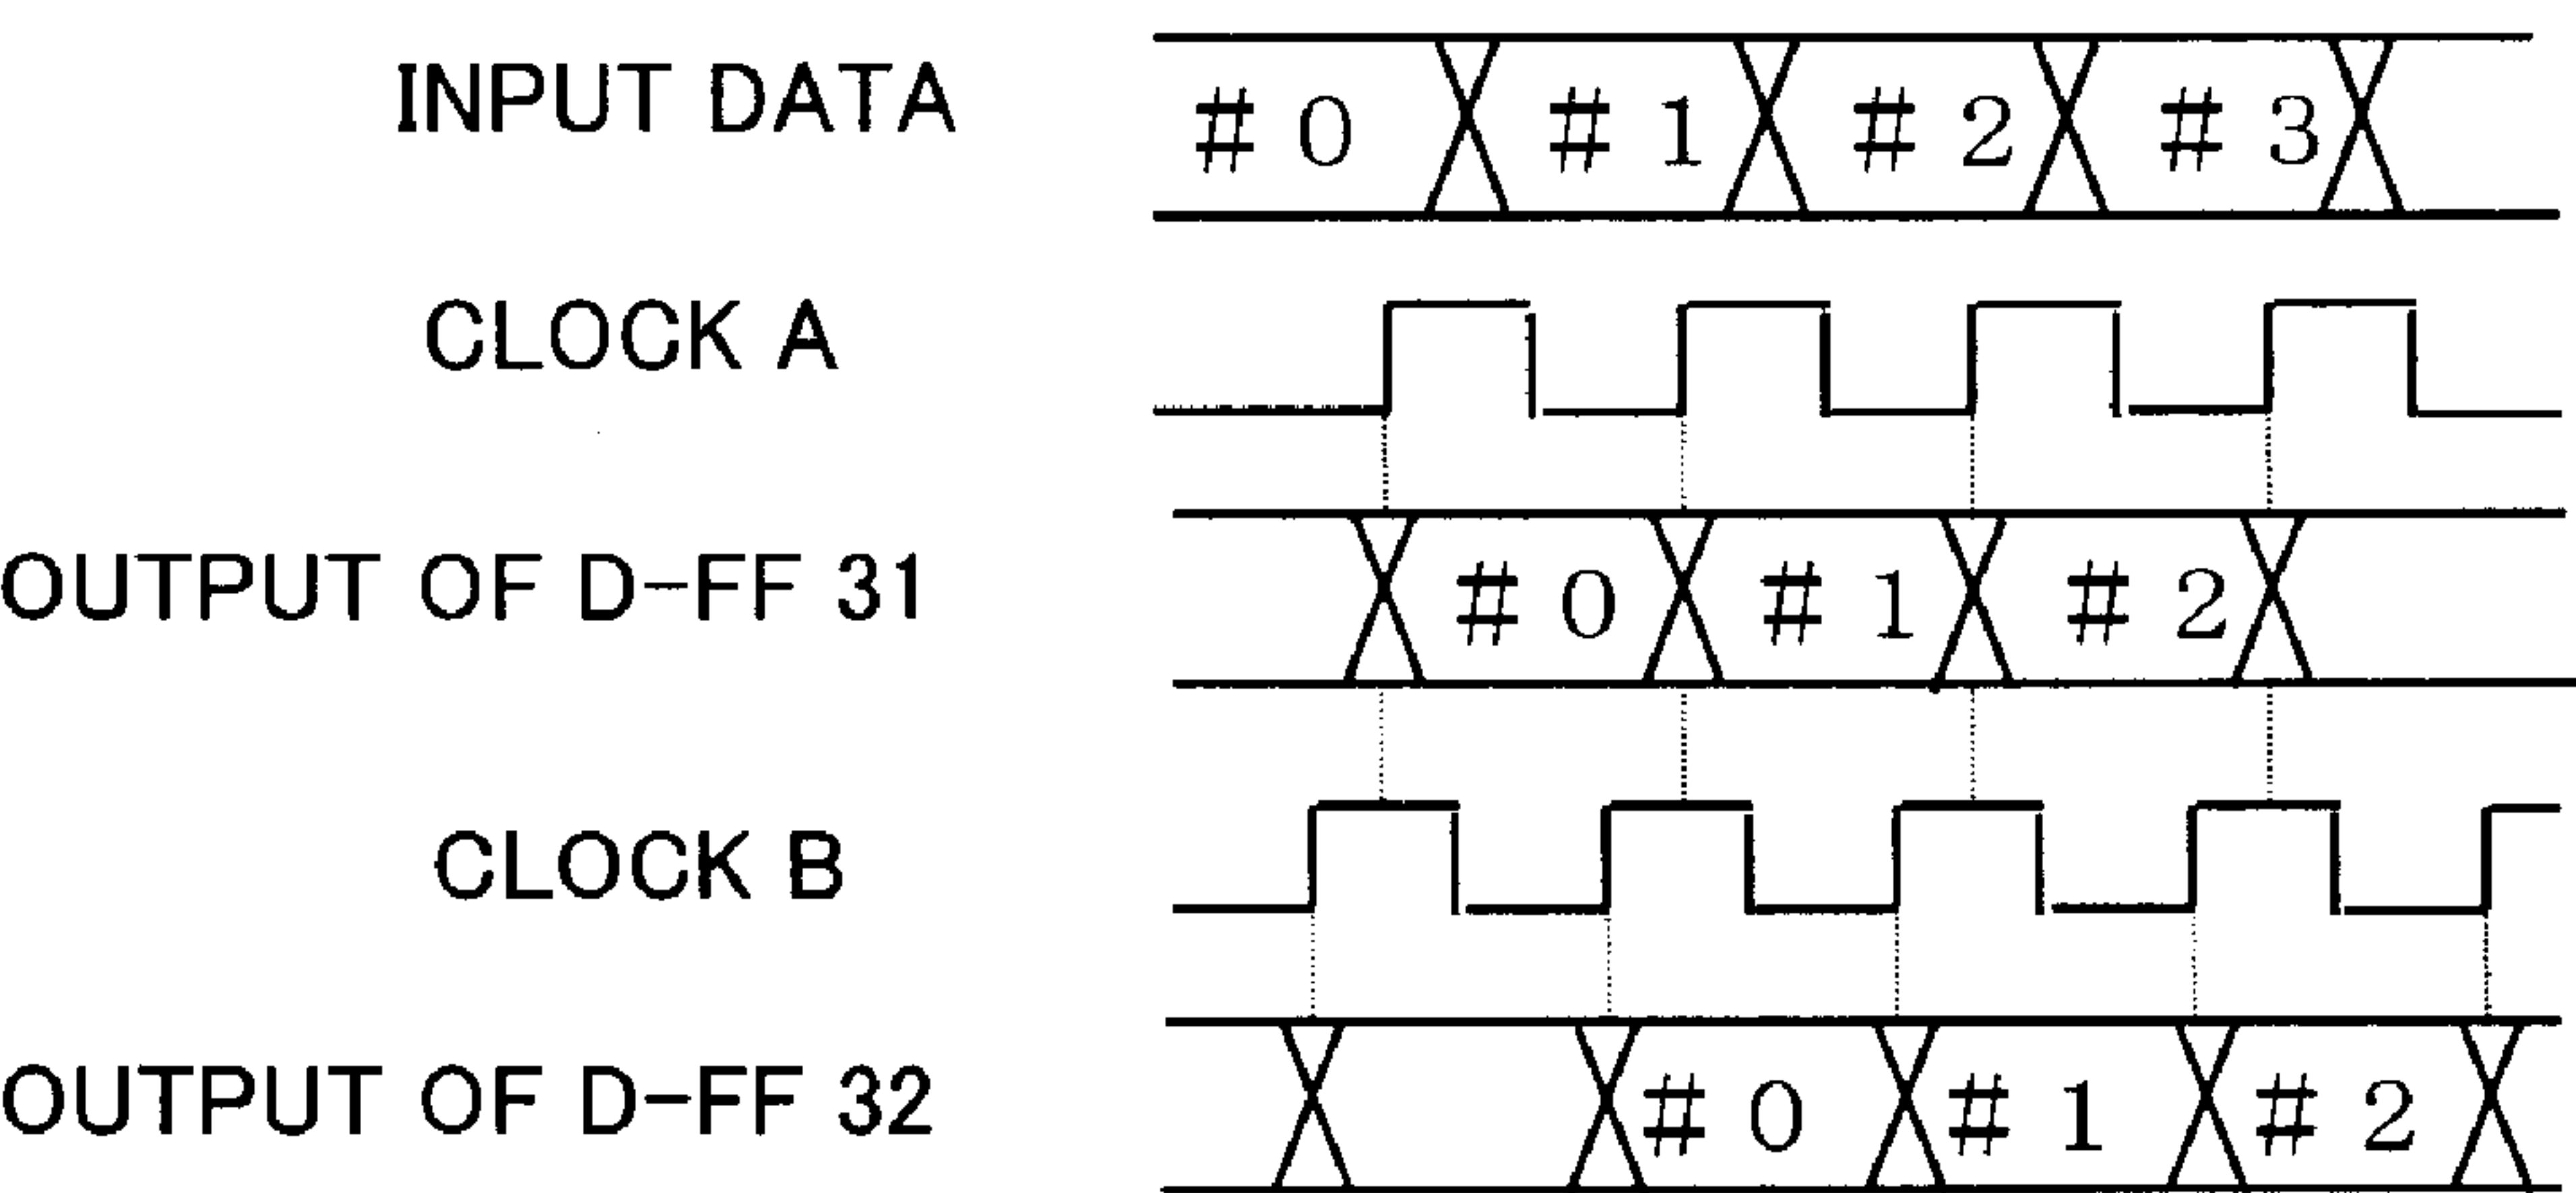 INPUT DATA # 0 # 1 # 2 # 3
CLOCK A
OUTPUT OF D-FF 31 # 0 # 1 # 2
CLOCK B
OUTPUT OF D-FF 32 # 0 # 1 # 2